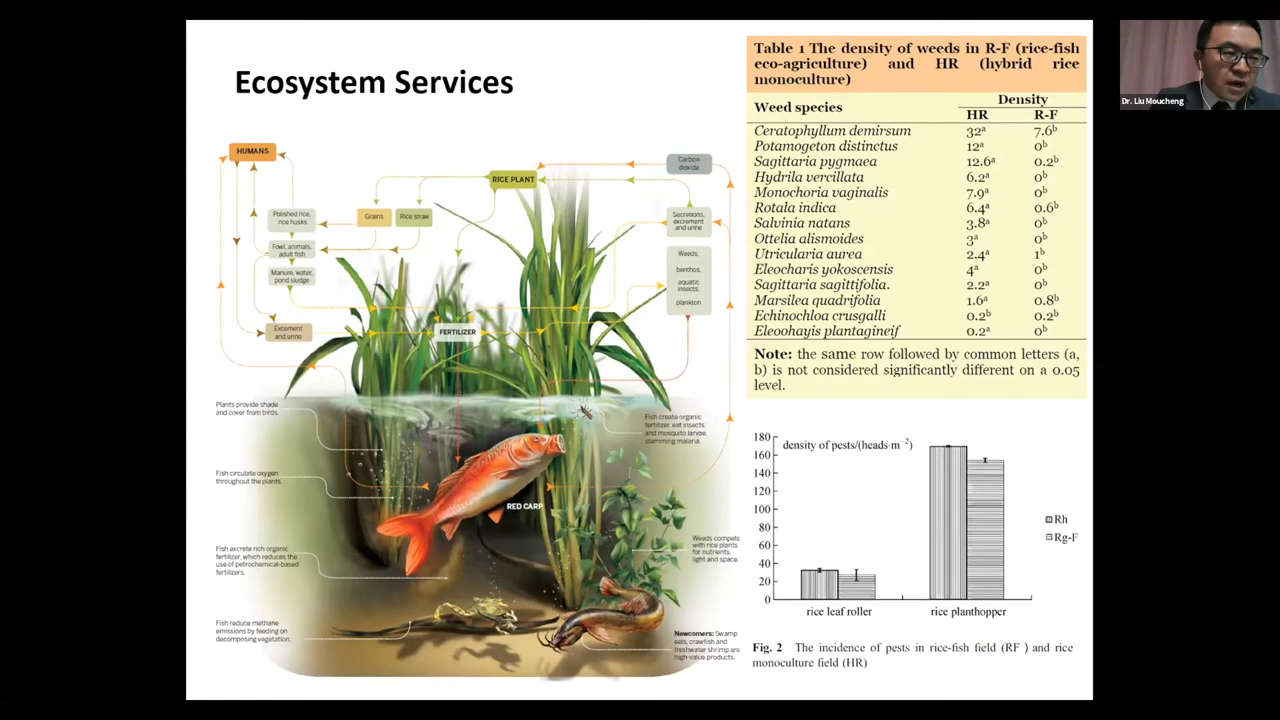 Ecosystem Services
HUMANS
Polished rice,
rice husks
Fowl, animals,
adult fish
Manure, water,
pond sludge
Excement
and urine
Grains
Rice straw
RICE PLANT
FERTILIZER
Carbon
dioxide
Secretions,
excrement
and urine
Weeds,
benthos,
aquatic
insects,
plankton
Plants provide shade
and cover from birds.
Fish circulate oxygen
throughout the plants.
Fish excrete rich organic
fertilizer, which reduces the
use of petrochemical-based
fertilizers.
Fish reduce methane
emissions by feeding on
decomposing vegetation.
RED CARP
Fish create organic
fertilizer, eat insects
and mosquito larvae,
stemming malaria.
Weeds compete
with rice plants
for nutrients,
light and space.
Newcomers: Swamp
eels, crawfish and
freshwater shrimp are
high-value products.
Table 1 The density of weeds in R-F (rice-fish
eco-agriculture) and HR (hybrid rice
monoculture)
Weed species Density
HR R-F
Ceratophyllum demirsum 32a 7.6b
Potamogeton distinctus 12a 0b
Sagittaria pygmaea 12.6a 0.2b
Hydrila vercillata 6.2a 0b
Monochoria vaginalis 7.9a 0b
Rotala indica 6.4a 0.6b
Salvinia natans 3.8a 0b
Ottelia alismoides 3a 0b
Utricularia aurea 2.4a 1b
Eleocharis yokoscensis 4a 0b
Sagittaria sagittifolia. 2.2a 0b
Marsilea quadrifolia 1.6a 0.8b
Echinochloa crusgalli 0.2b 0.2b
Eleoohayis plantagineif 0.2a 0b
Note: the same row followed by common letters (a,
b) is not considered significantly different on a 0.05
level.
density of pests/(heads·m-2)
180
160
140
120
100
80
60
40
20
0
rice leaf roller rice planthopper
Rh
Rg-F
Fig. 2 The incidence of pests in rice-fish field (RF ) and rice
monoculture field (HR)
Dr. Liu Moucheng